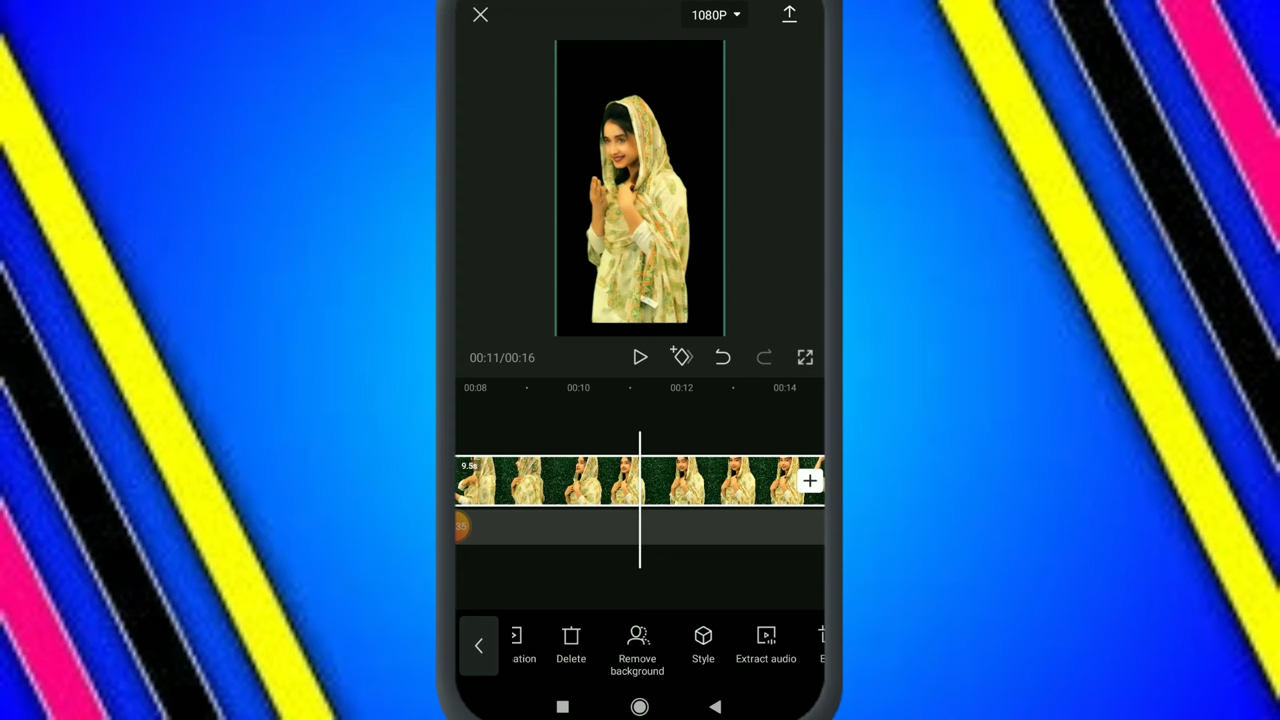 1080P
00:11/00:16
00:08 00:10 00:12 00:14
9.5s
35
ation Delete Remove background Style Extract audio E